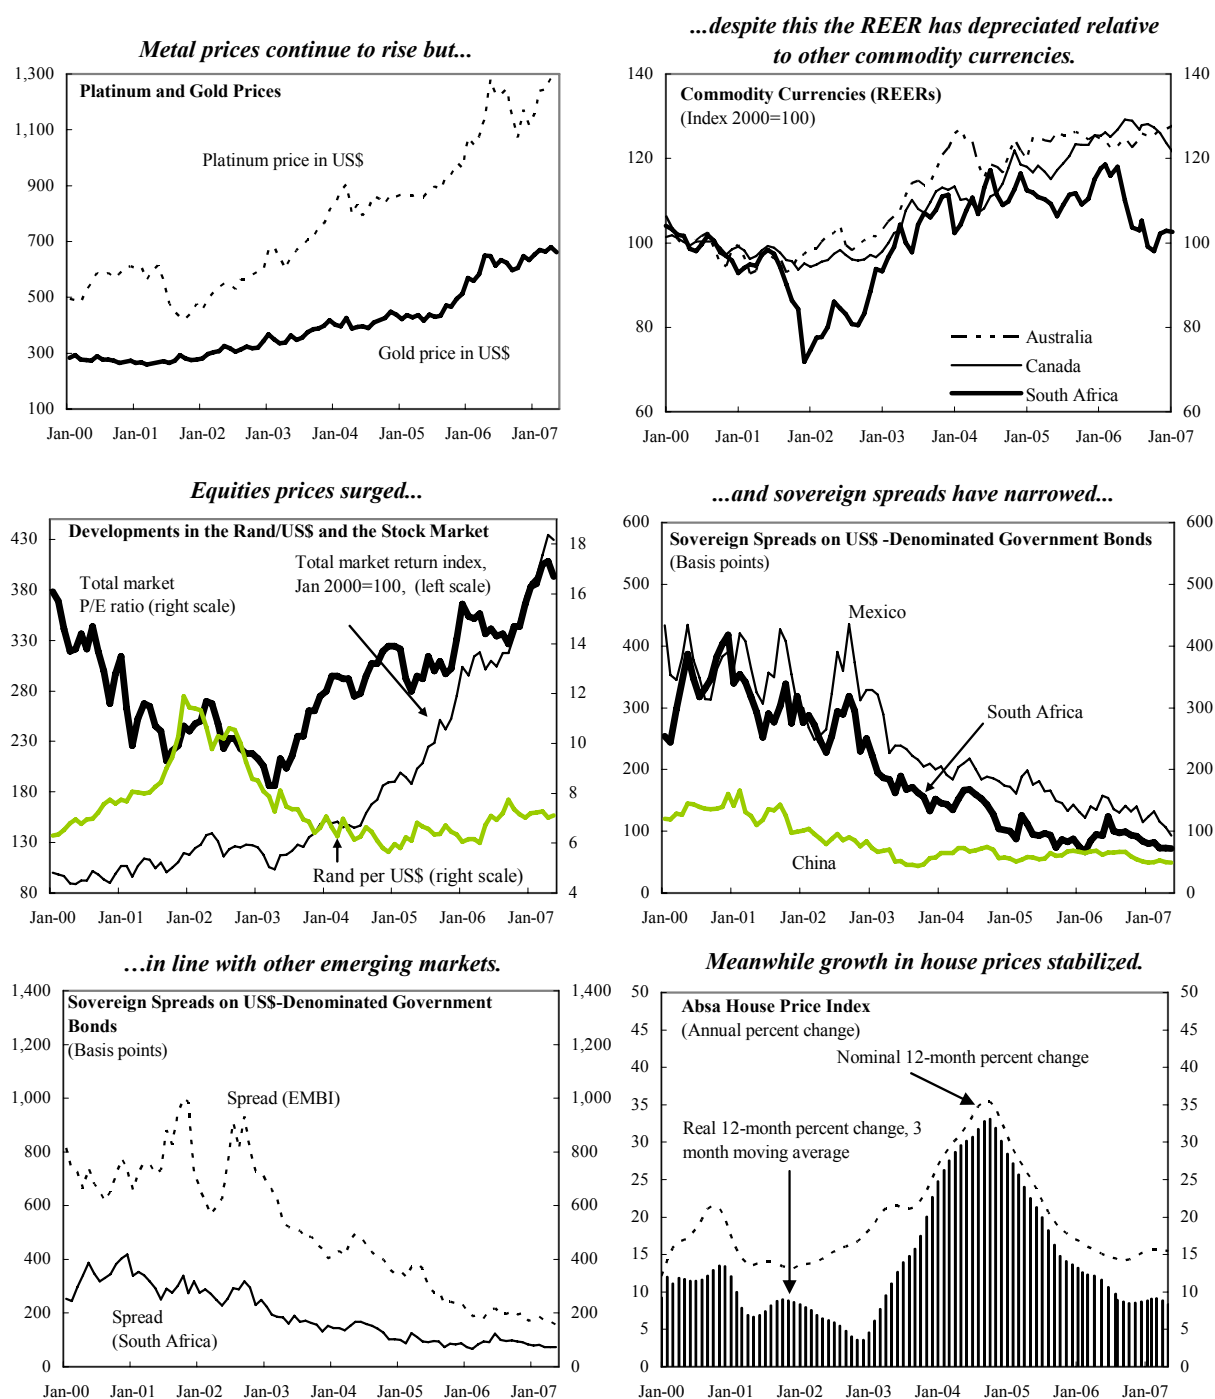 Metal prices continue to rise but...
1,300
1,100
900
700
500
300
100
Platinum and Gold Prices
Platinum price in US$
Gold price in US$
Jan-00 Jan-01 Jan-02 Jan-03 Jan-04 Jan-05 Jan-06 Jan-07
...despite this the REER has depreciated relative
to other commodity currencies.
140 140
120 120
100 100
80 80
60 60
Commodity Currencies (REERs)
(Index 2000=100)
Australia
Canada
South Africa
Jan-00 Jan-01 Jan-02 Jan-03 Jan-04 Jan-05 Jan-06 Jan-07
Equities prices surged...
Developments in the Rand/US$ and the Stock Market
430
380
330
280
230
180
130
80
18
16
14
12
10
8
6
4
Total market
P/E ratio (right scale)
Total market return index,
Jan 2000=100, (left scale)
Rand per US$ (right scale)
Jan-00 Jan-01 Jan-02 Jan-03 Jan-04 Jan-05 Jan-06 Jan-07
...and sovereign spreads have narrowed...
600 600
500 500
400 400
300 300
200 200
100 100
0 0
Sovereign Spreads on US$ -Denominated Government Bonds
(Basis points)
Mexico
South Africa
China
Jan-00 Jan-01 Jan-02 Jan-03 Jan-04 Jan-05 Jan-06 Jan-07
…in line with other emerging markets.
1,400 1,400
1,200 1,200
1,000 1,000
800 800
600 600
400 400
200 200
0 0
Sovereign Spreads on US$-Denominated Government
Bonds
(Basis points)
Spread (EMBI)
Spread
(South Africa)
Jan-00 Jan-01 Jan-02 Jan-03 Jan-04 Jan-05 Jan-06 Jan-07
Meanwhile growth in house prices stabilized.
50 50
45 45
40 40
35 35
30 30
25 25
20 20
15 15
10 10
5 5
0 0
Absa House Price Index
(Annual percent change)
Nominal 12-month percent change
Real 12-month percent change, 3
month moving average
Jan-00 Jan-01 Jan-02 Jan-03 Jan-04 Jan-05 Jan-06 Jan-07